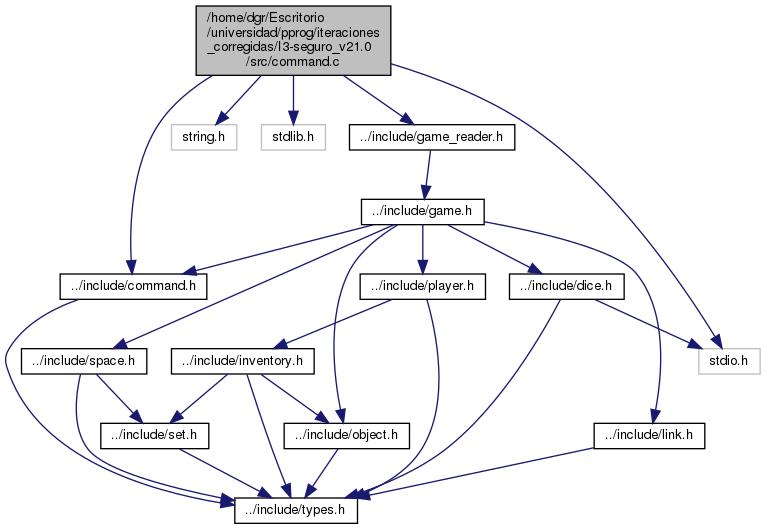 /home/dgr/Escritorio
/universidad/pprog/iteraciones
_corregidas/I3-seguro_v21.0
/src/command.c
string.h
stdlib.h
../include/game_reader.h
../include/game.h
../include/command.h
../include/player.h
../include/dice.h
../include/space.h
../include/inventory.h
stdio.h
../include/set.h
../include/object.h
../include/link.h
../include/types.h